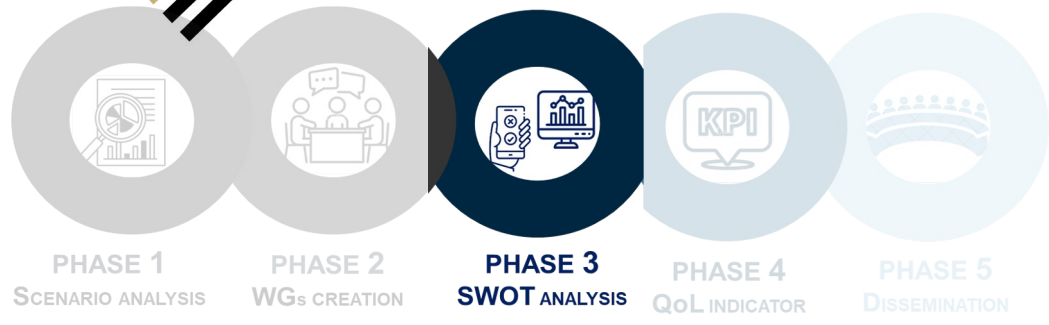 KPI
PHASE 1
SCENARIO ANALYSIS
PHASE 2
WGs CREATION
PHASE 3
SWOT ANALYSIS
PHASE 4
QoL INDICATOR
PHASE 5
DISSEMINATION